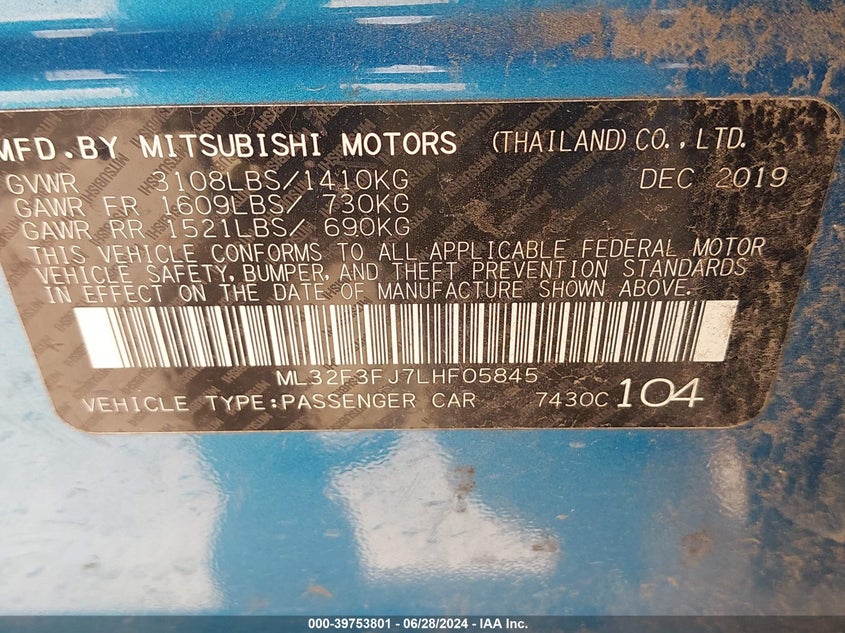 MFD.BY MITSUBISHI MOTORS (THAILAND)CO.,LTD.
GVWR 3108LBS/1410KG DEC 2019
GAWR FR 1609LBS/ 730KG
GAWR RR 1521LBS/ 690KG
THIS VEHICLE CONFORMS TO ALL APPLICABLE FEDERAL MOTOR
VEHICLE SAFETY, BUMPER, AND THEFT PREVENTION STANDARDS
IN EFFECT ON THE DATE OF MANUFACTURE SHOWN ABOVE.
ML32F3FJ7LHF05845
VEHICLE TYPE:PASSENGER CAR 7430C 104
000-39753801 - 06/28/2024 - IAA Inc.